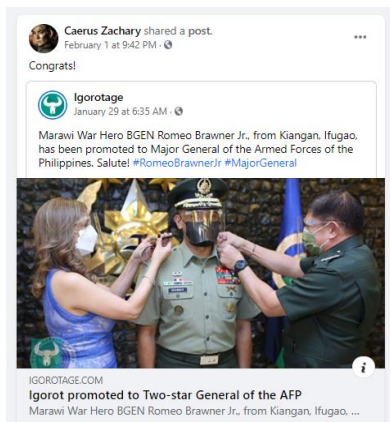 Caerus Zachary shared a post.
February 1 at 9:42 PM ·
Congrats!
Igorotage
January 29 at 6:35 AM ·
Marawi War Hero BGEN Romeo Brawner Jr., from Kiangan, Ifugao,
has been promoted to Major General of the Armed Forces of the
Philippines. Salute! #RomeoBrawnerJr #MajorGeneral
IGOROTAGE.COM
Igorot promoted to Two-star General of the AFP
Marawi War Hero BGEN Romeo Brawner Jr., from Kiangan, Ifugao, ...